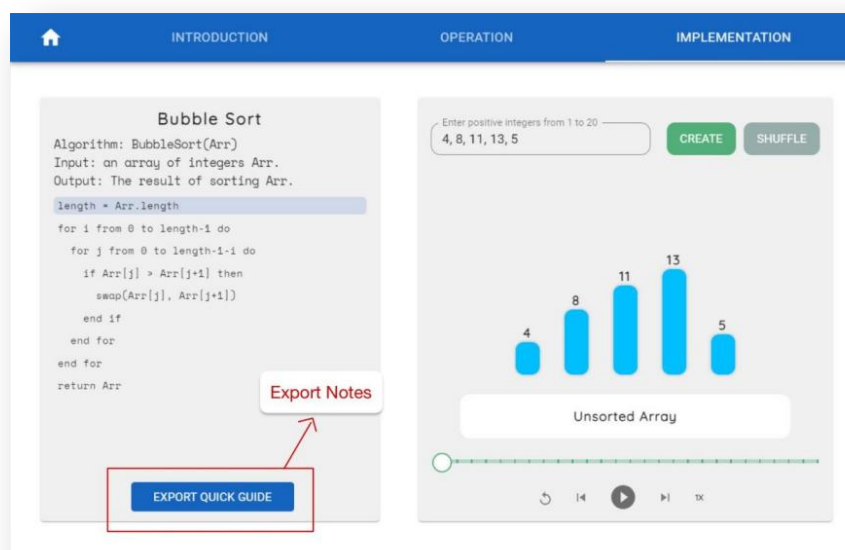 INTRODUCTION
OPERATION
IMPLEMENTATION
Bubble Sort
Algorithm: BubbleSort(Arr)
Input: an array of integers Arr.
Output: The result of sorting Arr.
length = Arr.length
for i from 0 to length-1 do
for j from 0 to length-1-i do
if Arr[j] > Arr[j+1] then
swap(Arr[j], Arr[j+1])
end if
end for
end for
return Arr
Export Notes
EXPORT QUICK GUIDE
Enter positive integers from 1 to 20
4, 8, 11, 13, 5
CREATE
SHUFFLE
4
8
11
13
5
Unsorted Array
1X